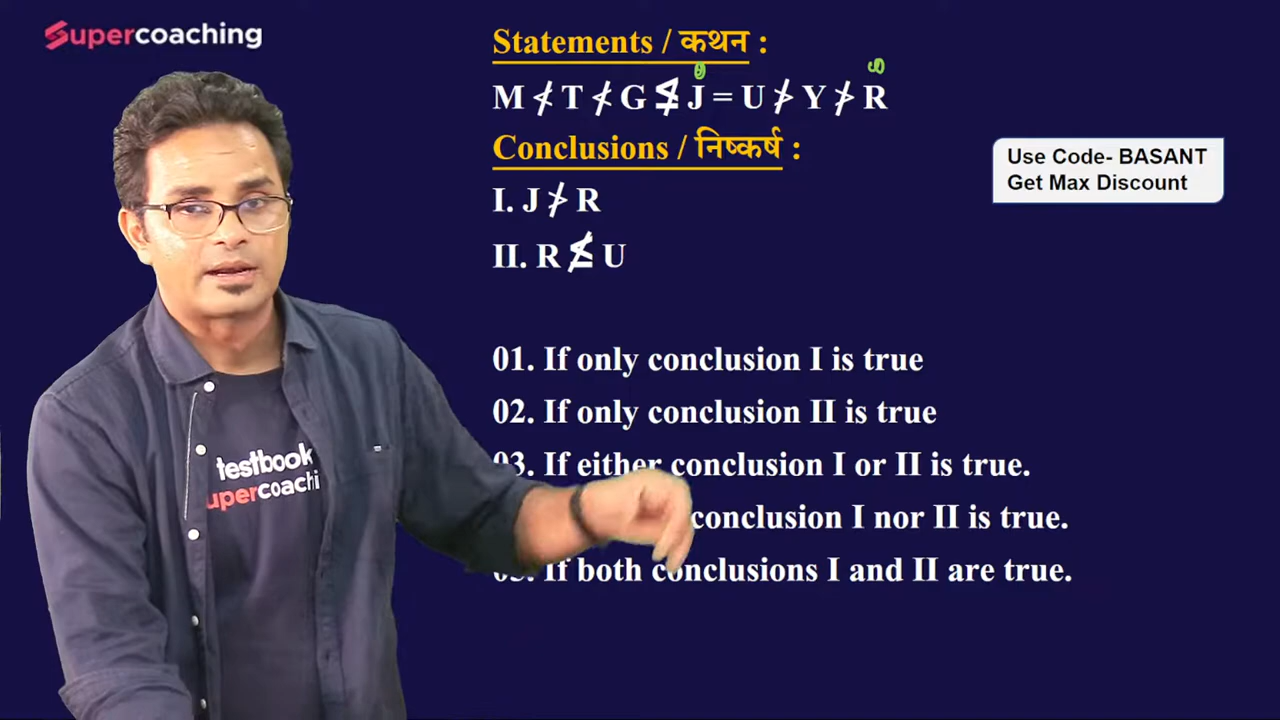 Supercoaching
Statements / कथन :
M ≮ T ≮ G ≰ J = U ≯ Y ≯ R
Conclusions / निष्कर्ष :
I. J ≯ R
II. R ≰ U
Use Code- BASANT
Get Max Discount
01. If only conclusion I is true
02. If only conclusion II is true
03. If either conclusion I or II is true.
conclusion I nor II is true.
05. If both conclusions I and II are true.
testbook
supercoachi